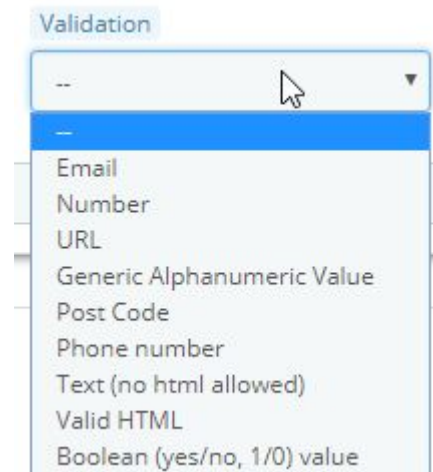 Validation
--
--
Email
Number
URL
Generic Alphanumeric Value
Post Code
Phone number
Text (no html allowed)
Valid HTML
Boolean (yes/no, 1/0) value